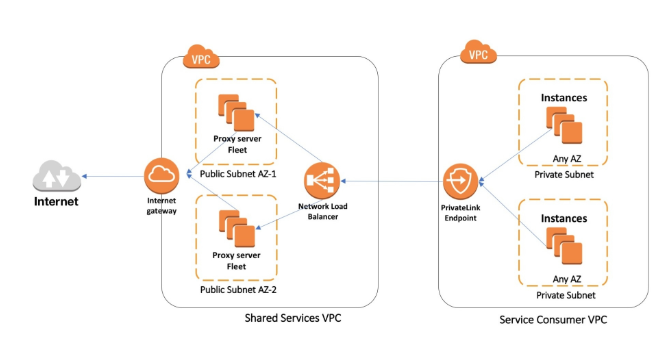 VPC
VPC
Instances
Proxy server
Fleet
Any AZ
Public Subnet AZ-1
Private Subnet
Internet
Internet
gateway
Network Load
Balancer
PrivateLink
Endpoint
Instances
Proxy server
Fleet
Any AZ
Public Subnet AZ-2
Private Subnet
Shared Services VPC
Service Consumer VPC